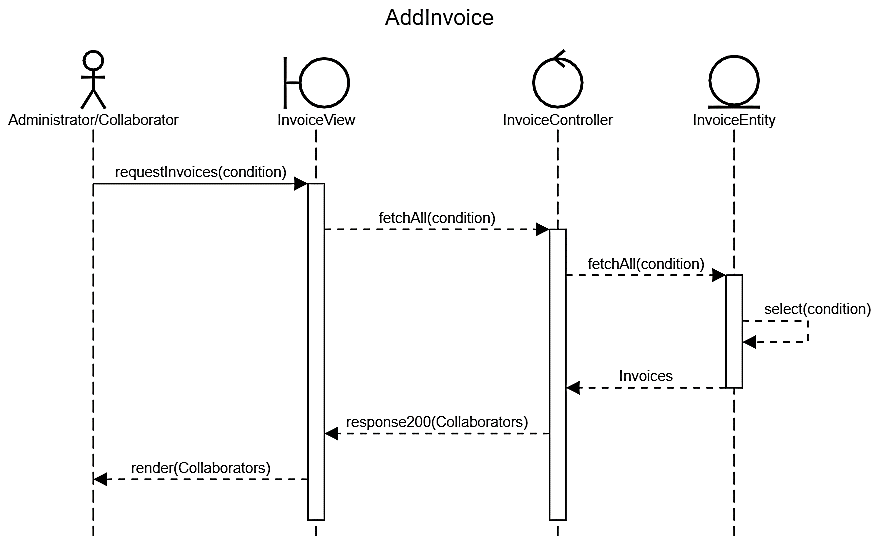 AddInvoice
Administrator/Collaborator
InvoiceView
InvoiceController
InvoiceEntity
requestInvoices(condition)
fetchAll(condition)
fetchAll(condition)
select(condition)
Invoices
response200(Collaborators)
render(Collaborators)